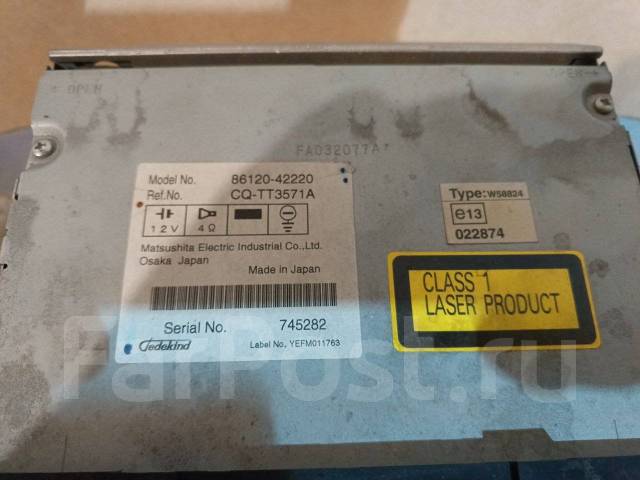 ← OPEN
OPEN →
FA032077A
Model No. 86120-42220
Ref.No. CQ-TT3571A
12V 4Ω
Matsushita Electric Industrial Co.,Ltd.
Osaka Japan
Made in Japan
Serial No. 745282
Jedekind Label No. YEFM011763
Type:W58824
e13
022874
CLASS 1
LASER PRODUCT
FarPost.ru